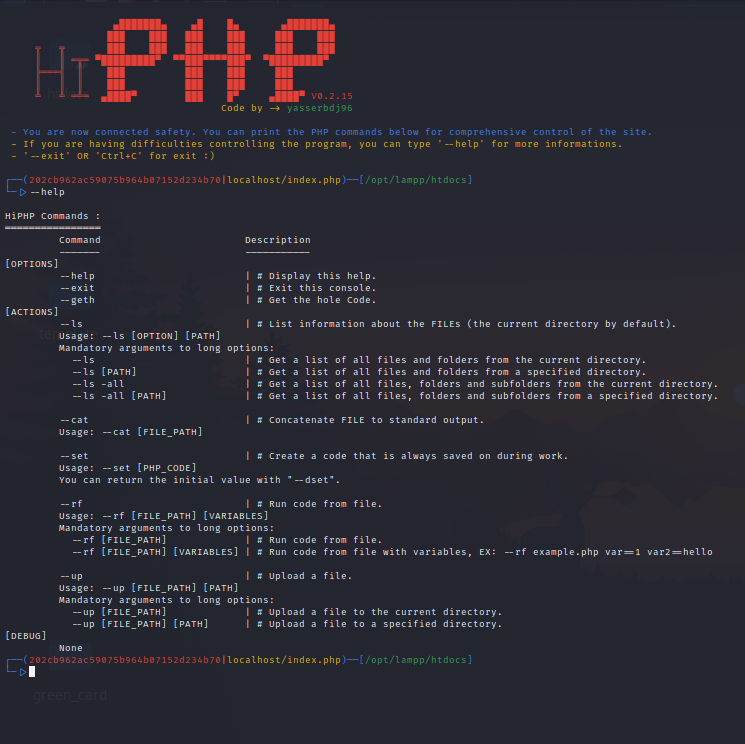 Hi PHP V0.2.15
Code by —> yasserbdj96
- You are now connected safety. You can print the PHP commands below for comprehensive control of the site.
- If you are having difficulties controlling the program, you can type '--help' for more informations.
- '--exit' OR 'Ctrl+C' for exit :)
┌──(202cb962ac59075b964b07152d234b70|localhost/index.php)──[/opt/lampp/htdocs]
└─▷ --help
HiPHP Commands :
================
Command Description
------- -----------
[OPTIONS]
--help | # Display this help.
--exit | # Exit this console.
--geth | # Get the hole Code.
[ACTIONS]
--ls | # List information about the FILEs (the current directory by default).
Usage: --ls [OPTION] [PATH]
Mandatory arguments to long options:
--ls | # Get a list of all files and folders from the current directory.
--ls [PATH] | # Get a list of all files and folders from a specified directory.
--ls -all | # Get a list of all files, folders and subfolders from the current directory.
--ls -all [PATH] | # Get a list of all files, folders and subfolders from a specified directory.
--cat | # Concatenate FILE to standard output.
Usage: --cat [FILE_PATH]
--set | # Create a code that is always saved on during work.
Usage: --set [PHP_CODE]
You can return the initial value with "--dset".
--rf | # Run code from file.
Usage: --rf [FILE_PATH] [VARIABLES]
Mandatory arguments to long options:
--rf [FILE_PATH] | # Run code from file.
--rf [FILE_PATH] [VARIABLES] | # Run code from file with variables, EX: --rf example.php var==1 var2==hello
--up | # Upload a file.
Usage: --up [FILE_PATH] [PATH]
Mandatory arguments to long options:
--up [FILE_PATH] | # Upload a file to the current directory.
--up [FILE_PATH] [PATH] | # Upload a file to a specified directory.
[DEBUG]
None
┌──(202cb962ac59075b964b07152d234b70|localhost/index.php)──[/opt/lampp/htdocs]
└─▷
green_card